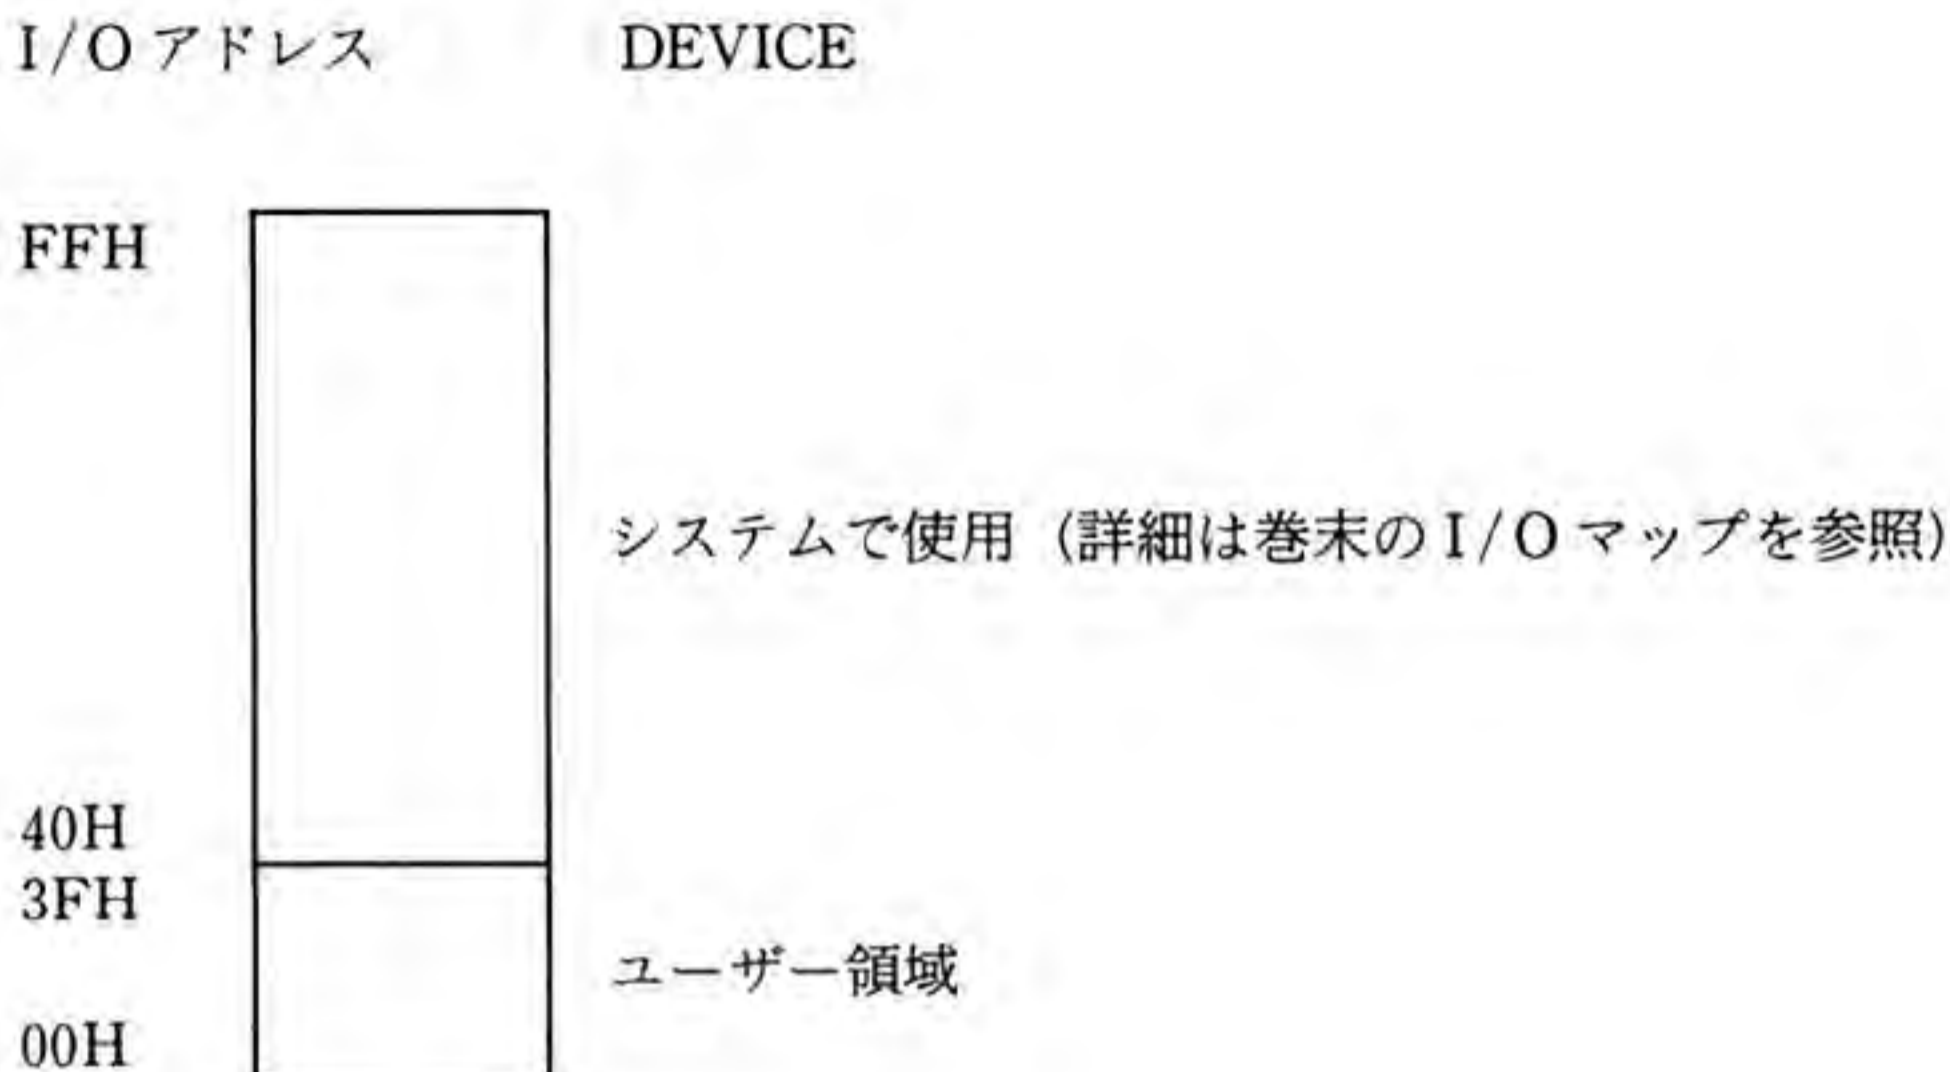 I/Oアドレス DEVICE
FFH
システムで使用 (詳細は巻末のI/Oマップを参照)
40H
3FH
ユーザー領域
00H